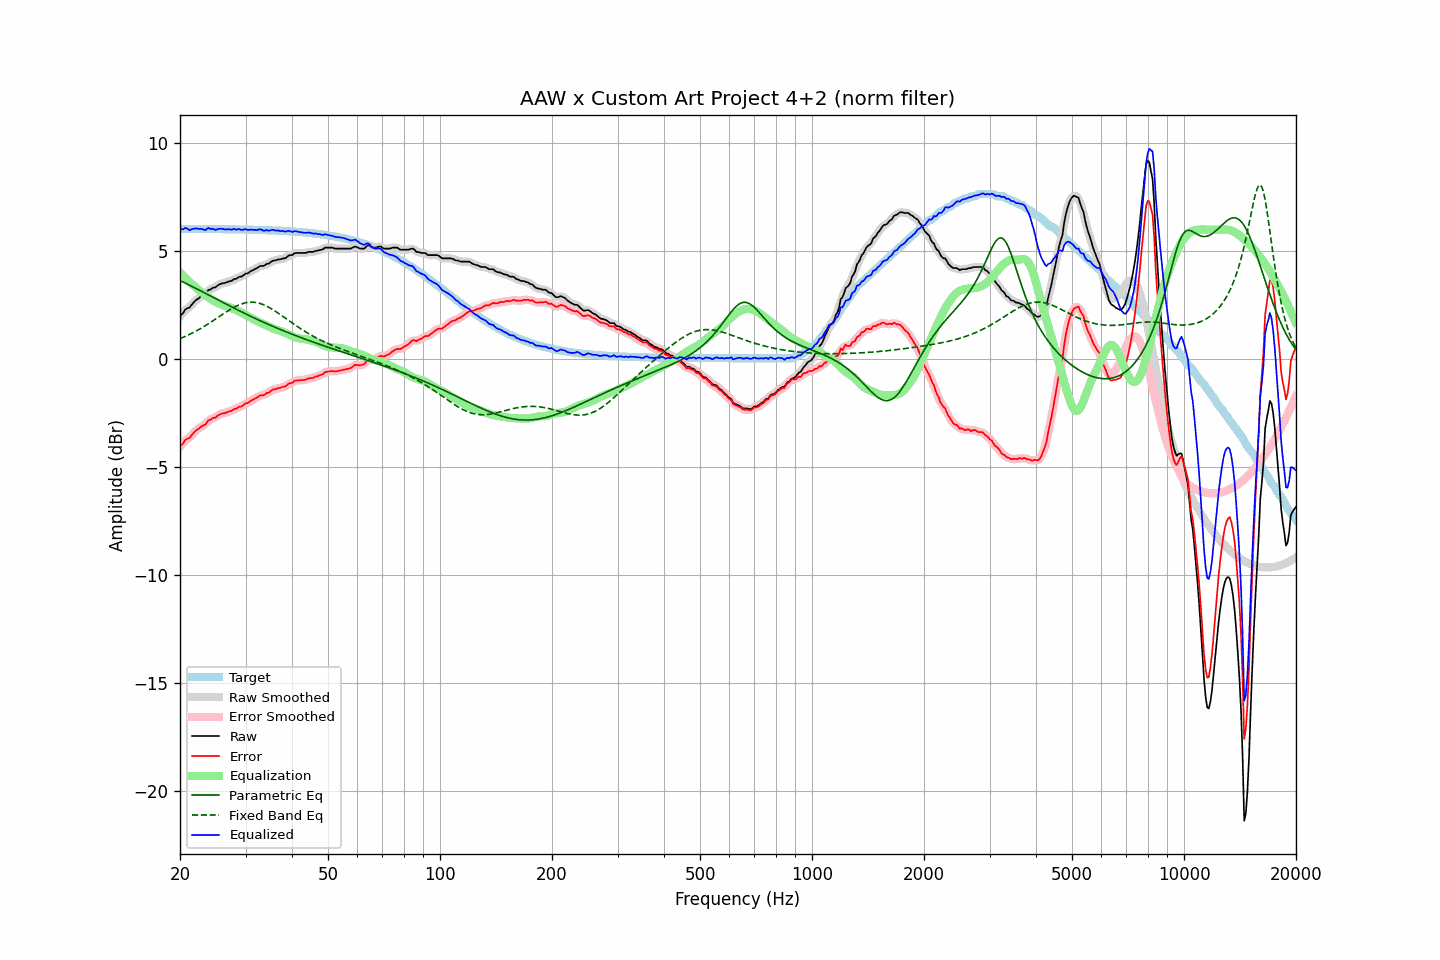 AAW x Custom Art Project 4+2 (norm filter)
10
5
0
−5
−10
−15
−20
Amplitude (dBr)
Target
Raw Smoothed
Error Smoothed
Raw
Error
Equalization
Parametric Eq
Fixed Band Eq
Equalized
20 50 100 200 500 1000 2000 5000 10000 20000
Frequency (Hz)